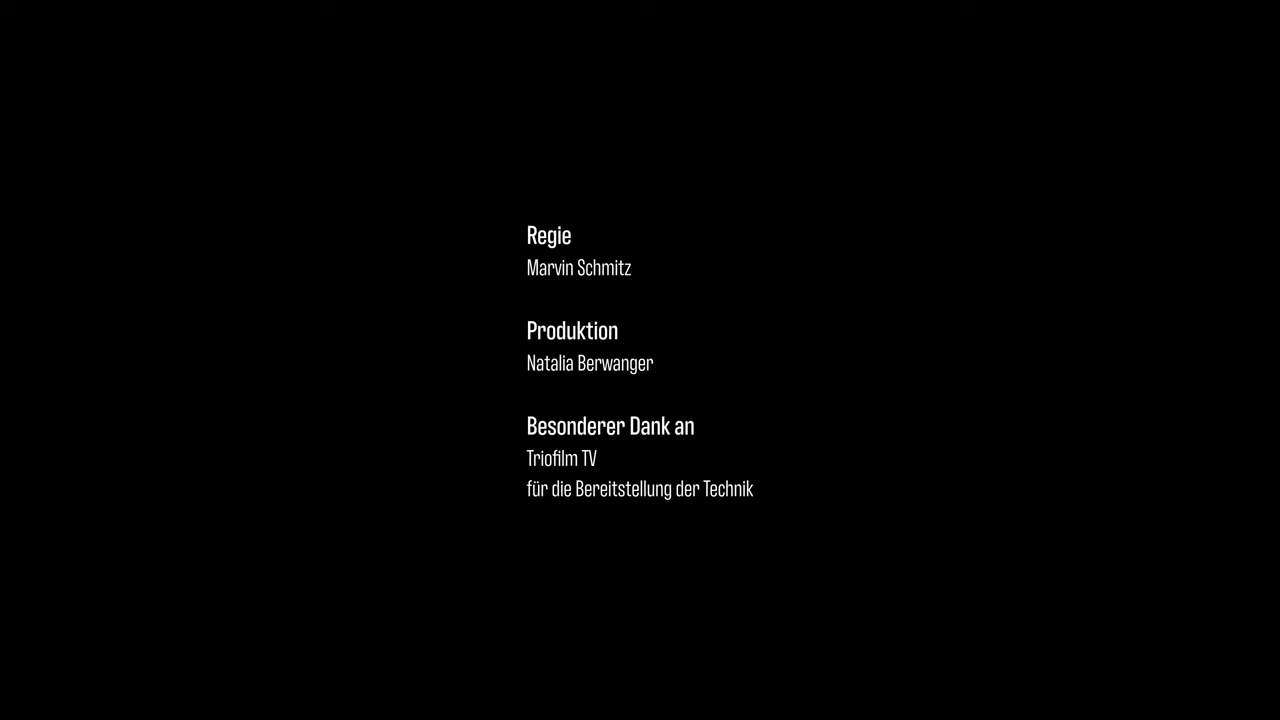 Regie
Marvin Schmitz
Produktion
Natalia Berwanger
Besonderer Dank an
Triofilm TV
für die Bereitstellung der Technik